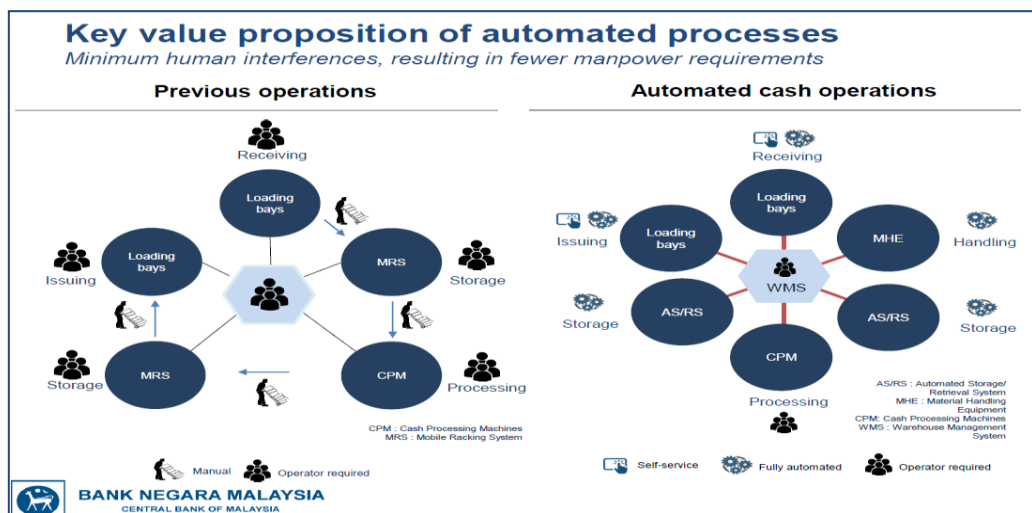 Key value proposition of automated processes
Minimum human interferences, resulting in fewer manpower requirements
Previous operations
Receiving
Loading
bays
MRS
Storage
CPM
Processing
MRS
Storage
Loading
bays
Issuing
CPM : Cash Processing Machines
MRS : Mobile Racking System
Manual
Operator required
Automated cash operations
Receiving
Loading
bays
MHE
Handling
AS/RS
Storage
CPM
Processing
AS/RS
Storage
Loading
bays
Issuing
WMS
AS/RS : Automated Storage/
Retrieval System
MHE : Material Handling
Equipment
CPM: Cash Processing Machines
WMS : Warehouse Management
System
Self-service
Fully automated
Operator required
BANK NEGARA MALAYSIA
CENTRAL BANK OF MALAYSIA